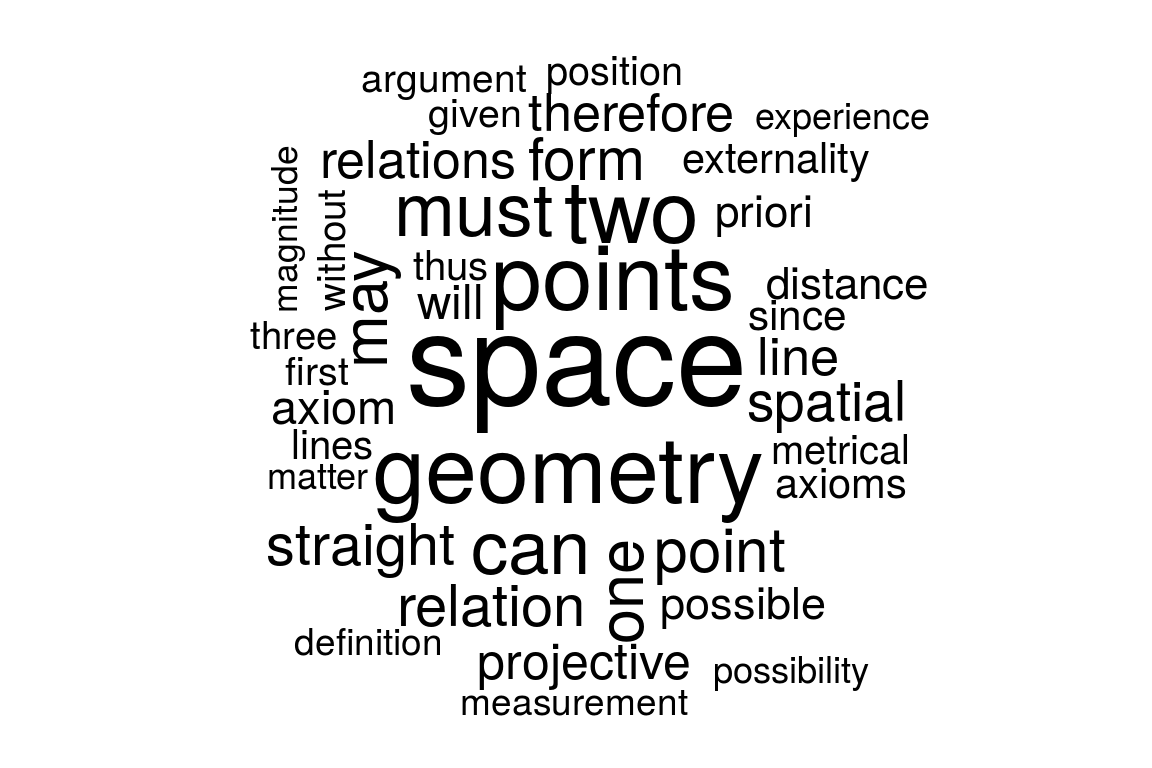 argument position
given therefore experience
relations form externality
magnitude without must two priori
may thus points distance
will since
three space line
first
axiom spatial
lines metrical
matter geometry axioms
straight can one point
relation possible
definition projective possibility
measurement